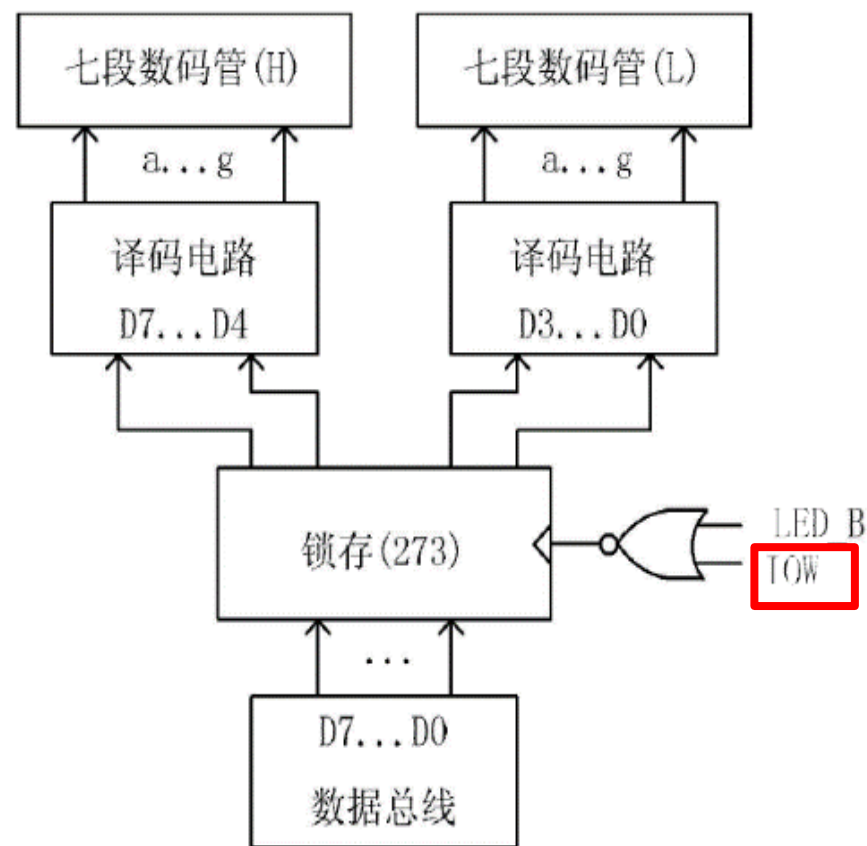 七段数码管(H)
七段数码管(L)
a...g
a...g
译码电路
D7...D4
译码电路
D3...D0
锁存(273)
LED_B
IOW
...
D7...D0
数据总线